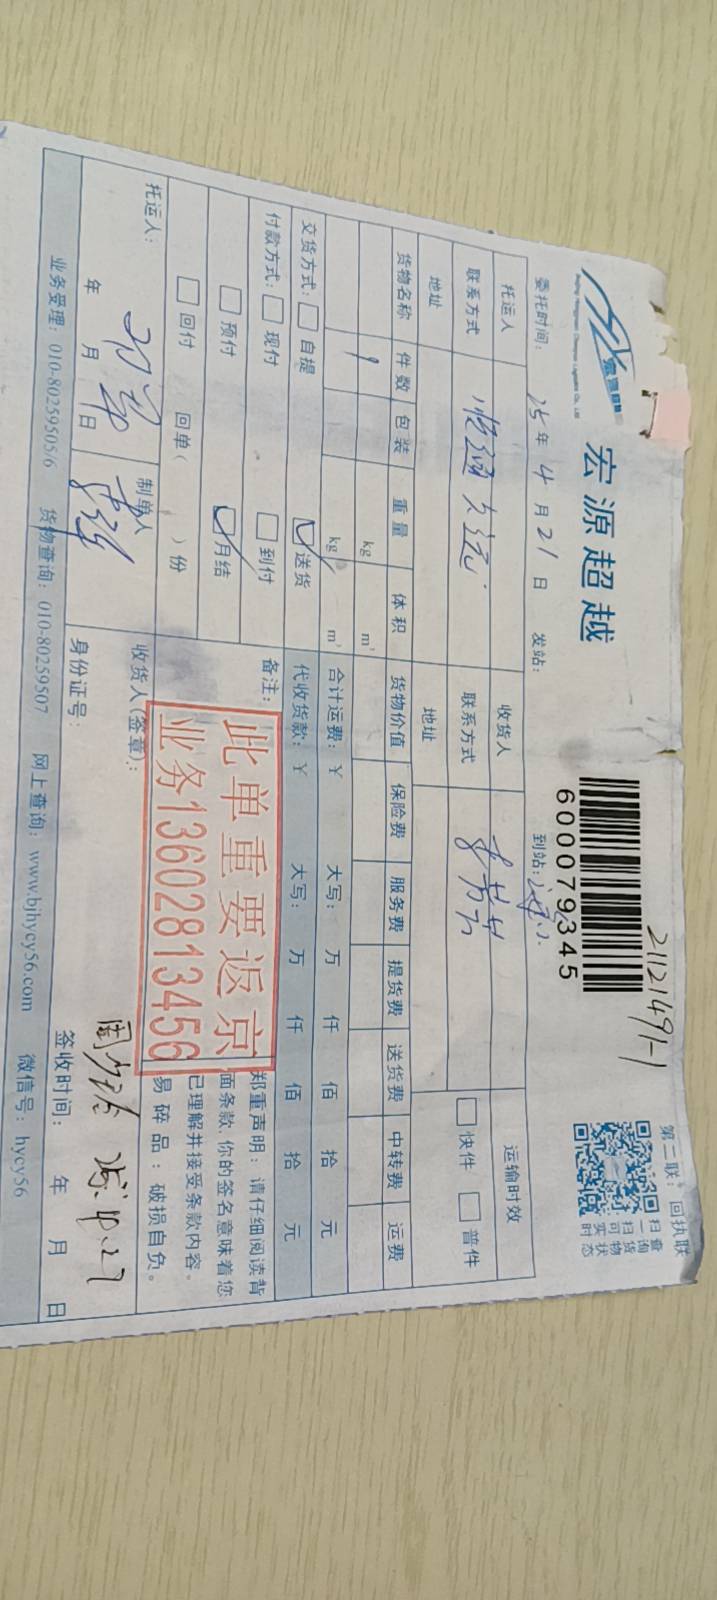 第二联：回执联
21121491-1
宏源超越
600079345
扫一扫
查询货物
可实时状态
委托时间：25年4月21日 发站： 到站：
托运人 收货人 运输时效
联系方式 联系方式 快件 普件
地址 地址
货物名称 件数 包装 重量 体积 货物价值 保险费 服务费 提货费 送货费 中转费 运费
1 kg m³
kg m³ 合计运费：￥ 大写： 万 仟 佰 拾 元
交货方式： 自提 送货 代收货款：￥ 大写： 万 仟 佰 拾 元
付款方式： 现付 到付 备注：
预付 月结
回付 回单（ ）份
此单重要返京
业务13602813456
郑重声明：请仔细阅读背
面条款，你的签名意味着您
已理解并接受条款内容。
易碎品：破损自负。
托运人： 制单人 收货人（签章）：
年 月 日 身份证号： 签收时间： 年 月 日
25.4.27
业务受理：010-80259505/6 货物查询：010-80259507 网上查询：www.bjhycy56.com 微信号：hycy56